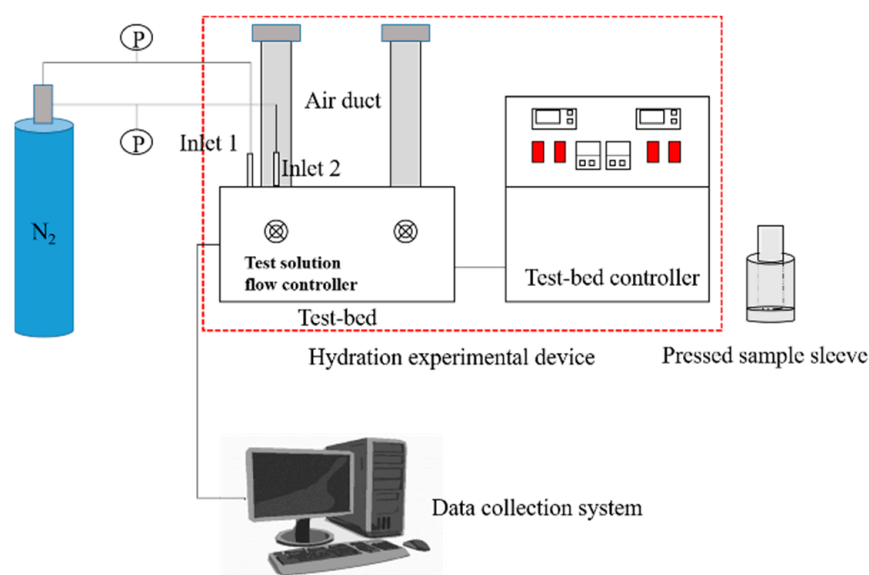 P
Air duct
P
Inlet 1
Inlet 2
N2
Test solution
flow controller
Test-bed controller
Test-bed
Hydration experimental device
Pressed sample sleeve
Data collection system